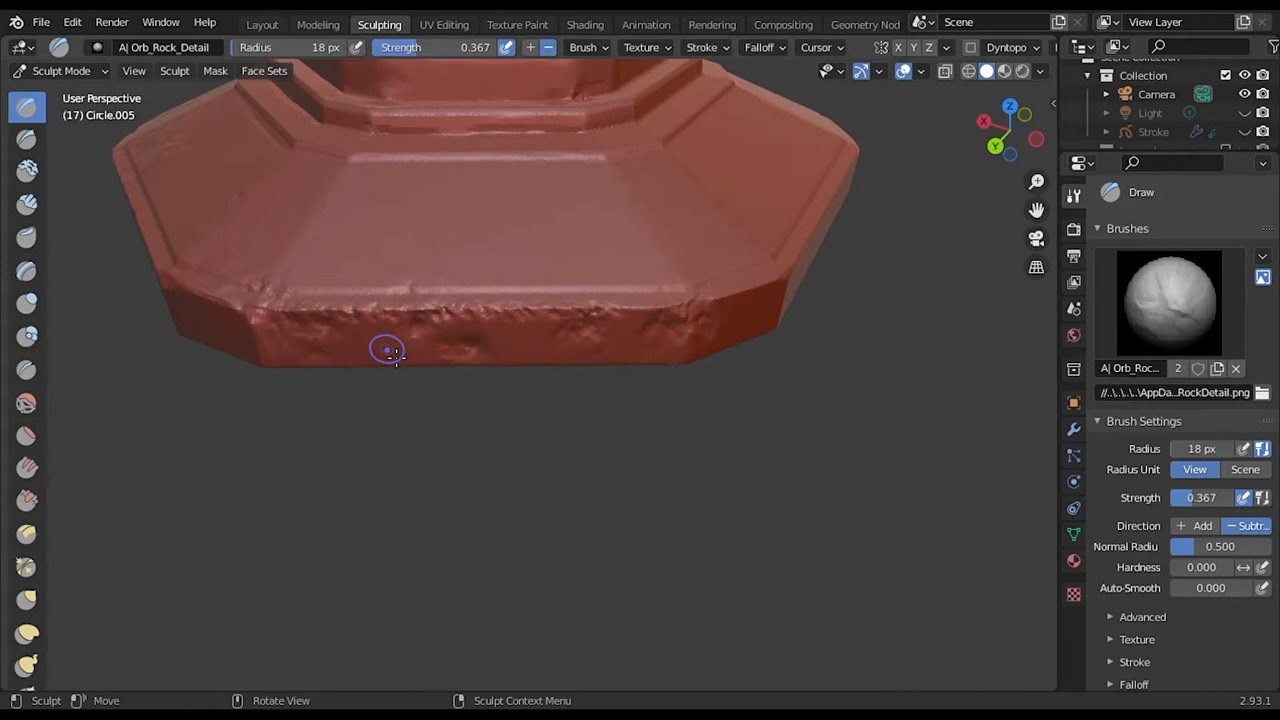 File Edit Render Window Help Layout Modeling Sculpting UV Editing Texture Paint Shading Animation Rendering Compositing Geometry Nod Scene View Layer
A| Orb_Rock_Detail Radius 18 px Strength 0.367 + − Brush Texture Stroke Falloff Cursor X Y Z Dyntopo
Sculpt Mode View Sculpt Mask Face Sets
User Perspective
(17) Circle.005
Z
X
Y
Collection
Camera
Light
Stroke
Draw
Brushes
A| Orb_Roc... 2
//..\..\..\..\AppDa...RockDetail.png
Brush Settings
Radius 18 px
Radius Unit View Scene
Strength 0.367
Direction + Add − Subtr...
Normal Radiu 0.500
Hardness 0.000
Auto-Smooth 0.000
Advanced
Texture
Stroke
Falloff
Sculpt Move Rotate View Sculpt Context Menu 2.93.1